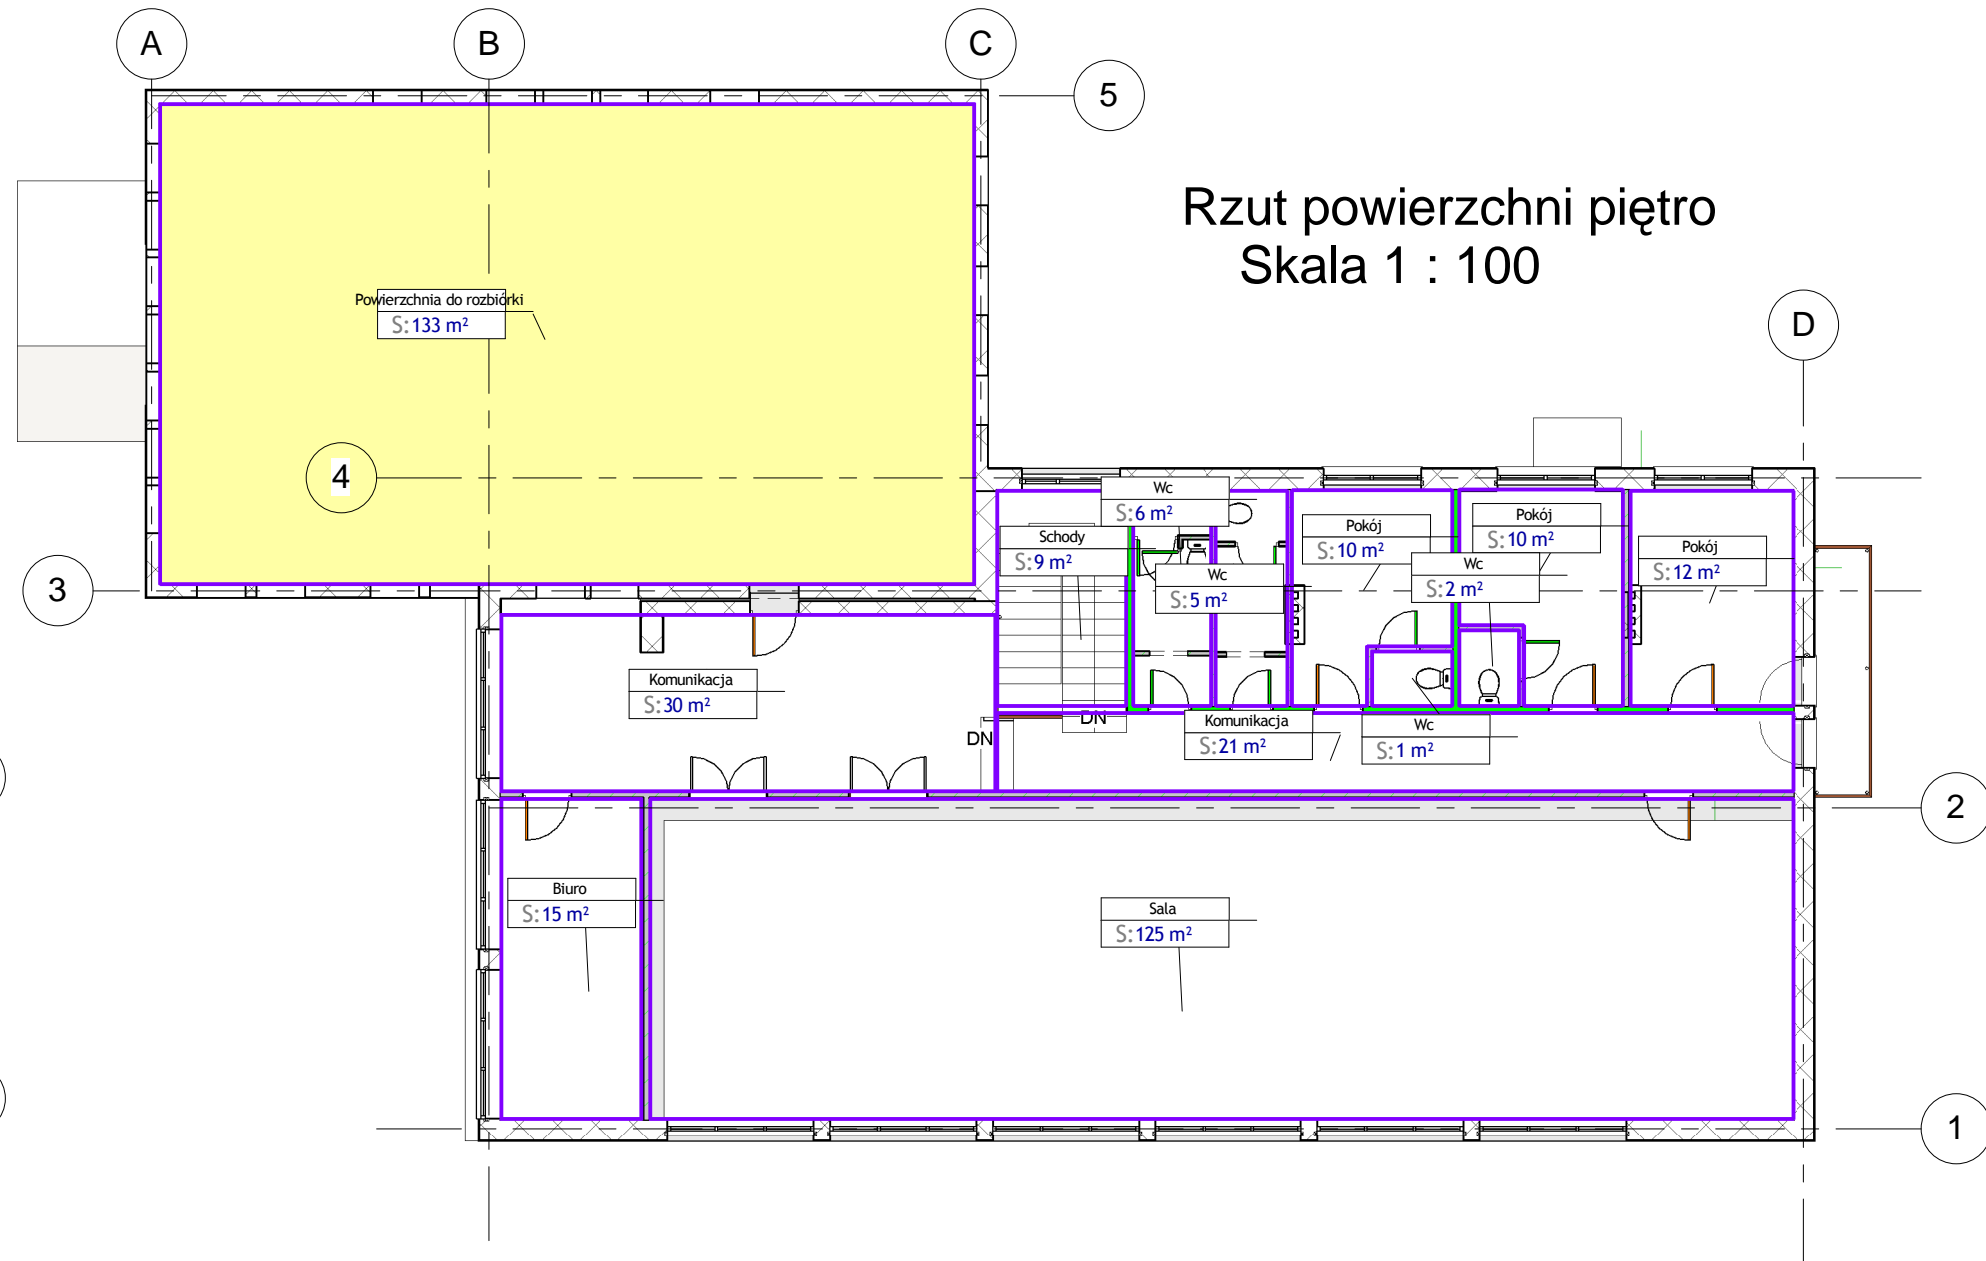 A
B
C
5
Rzut powierzchni piętro
Skala 1 : 100
Powierzchnia do rozbiórki
S: 133 m²
D
4
3
Wc
S: 6 m²
Schody
S: 9 m²
Wc
S: 5 m²
Pokój
S: 10 m²
Pokój
S: 10 m²
Wc
S: 2 m²
Pokój
S: 12 m²
Komunikacja
S: 30 m²
DN
DN
Komunikacja
S: 21 m²
Wc
S: 1 m²
2
Biuro
S: 15 m²
Sala
S: 125 m²
1